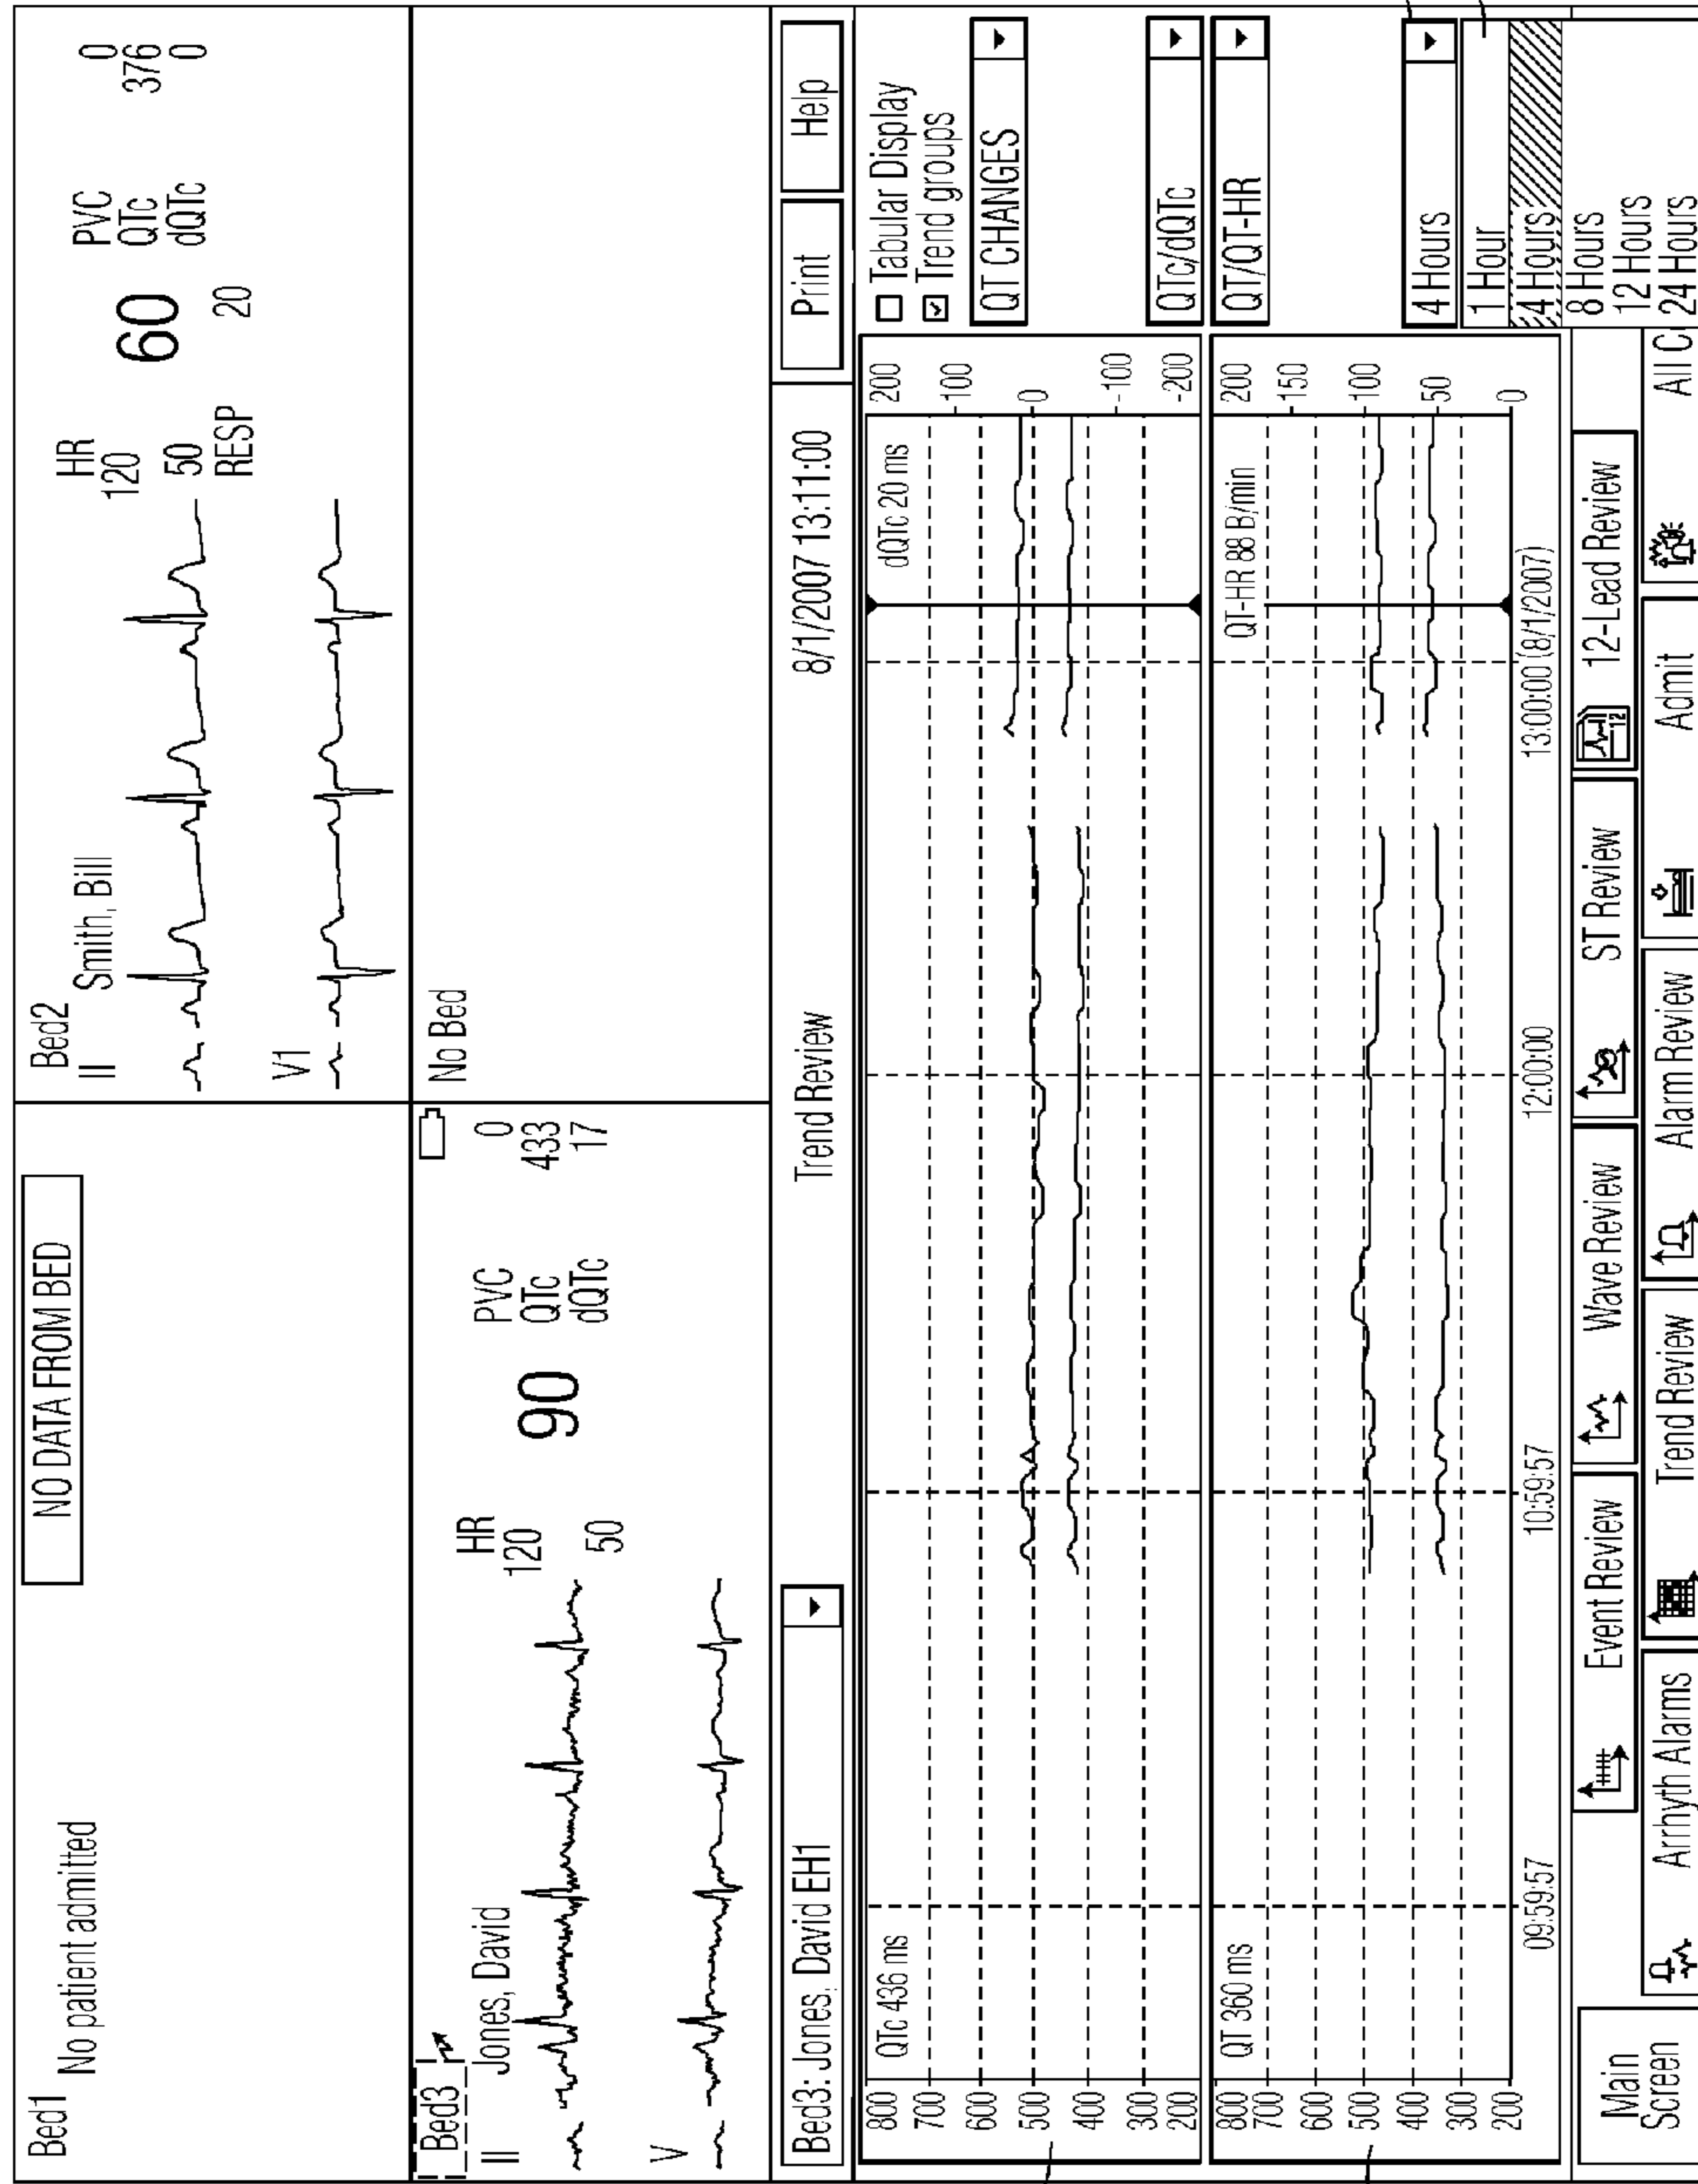 Bed1
No patient admitted
NO DATA FROM BED
Bed2
II
Smith, Bill
HR
120
50
RESP
60
20
PVC 0
QTc 376
dQTc 0
V1
Bed3
II
Jones, David
HR
120
50
90
PVC 0
QTc 433
dQTc 17
V
No Bed
Trend Review
Bed3: Jones, David EH1
8/1/2007 13:11:00
Print
Help
QTc 436 ms
dQTc 20 ms
800
700
600
500
400
300
200
200
100
0
-100
-200
Tabular Display
Trend groups
QT CHANGES
QTc/dQTc
QT 360 ms
QT-HR 88 B/min
800
700
600
500
400
300
200
200
150
100
50
0
QT/QT-HR
09:59:57
10:59:57
12:00:00
13:00:00 (8/1/2007)
4 Hours
1 Hour
4 Hours
8 Hours
12 Hours
24 Hours
Main
Screen
Event Review
Wave Review
ST Review
12
12-Lead Review
Arrhyth Alarms
Trend Review
Alarm Review
Admit
All